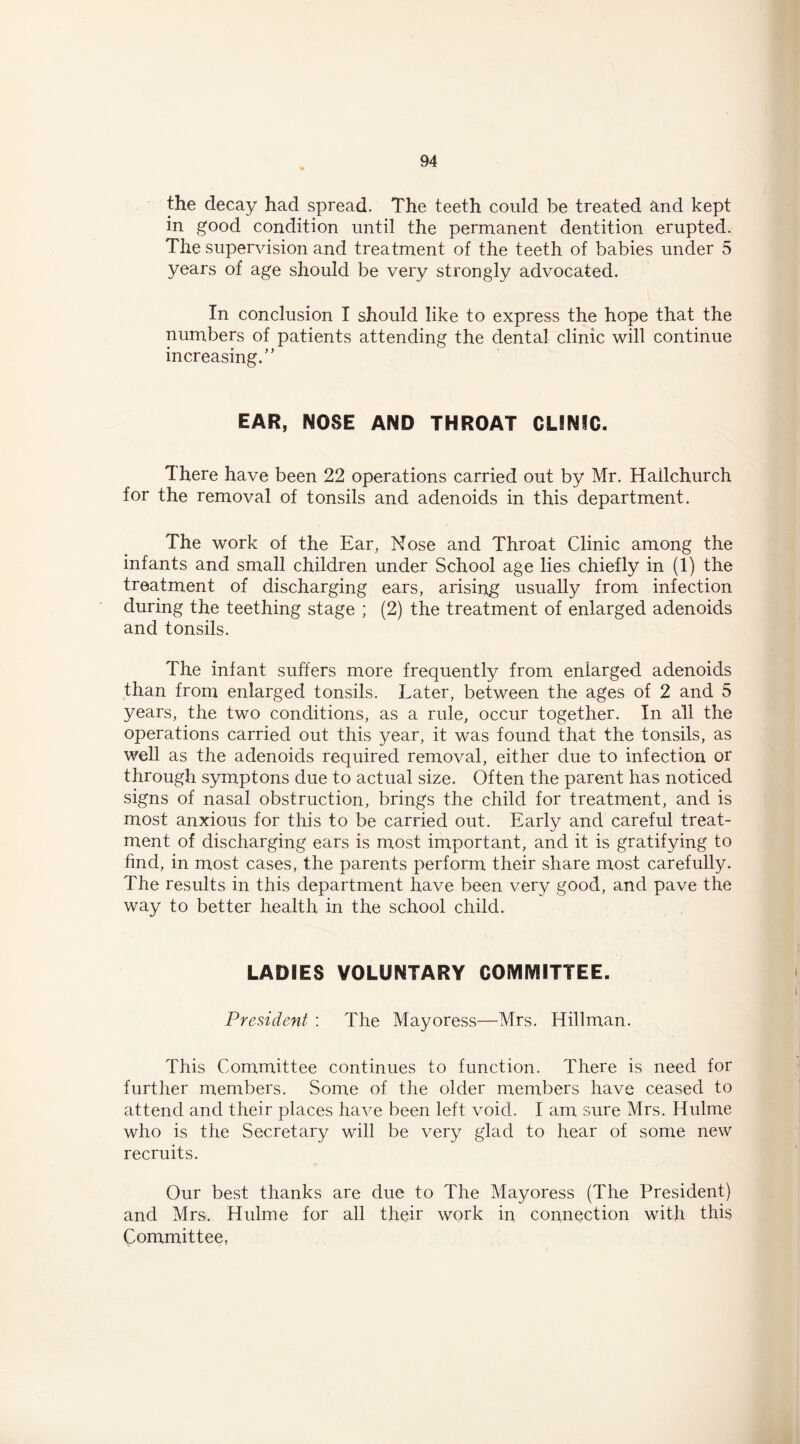 94
the decay had spread. The teeth could be treated and kept
in good condition until the permanent dentition erupted.
The supervision and treatment of the teeth of babies under 5
years of age should be very strongly advocated.
In conclusion I should like to express the hope that the
numbers of patients attending the dental clinic will continue
increasing.”
EAR, NOSE AND THROAT CLINIC.
There have been 22 operations carried out by Mr. Hallchurch
for the removal of tonsils and adenoids in this department.
The work of the Ear, Nose and Throat Clinic among the
infants and small children under School age lies chiefly in (1) the
treatment of discharging ears, arising usually from infection
during the teething stage ; (2) the treatment of enlarged adenoids
and tonsils.
The infant suffers more frequently from enlarged adenoids
than from enlarged tonsils. Later, between the ages of 2 and 5
years, the two conditions, as a rule, occur together. In all the
operations carried out this year, it was found that the tonsils, as
well as the adenoids required removal, either due to infection or
through symptons due to actual size. Often the parent has noticed
signs of nasal obstruction, brings the child for treatment, and is
most anxious for this to be carried out. Early and careful treat-
ment of discharging ears is most important, and it is gratifying to
find, in most cases, the parents perform their share most carefully.
The results in this department have been very good, and pave the
way to better health in the school child.
LADIES VOLUNTARY COMMITTEE.
President : The Mayoress—Mrs. Hillman.
This Committee continues to function. There is need for
further members. Some of the older members have ceased to
attend and their places have been left void. I am sure Mrs. Hulme
who is the Secretary will be very glad to hear of some new
recruits.
Our best thanks are due to The Mayoress (The President)
and Mrs. Hulme for all their work in connection with this
Committee.